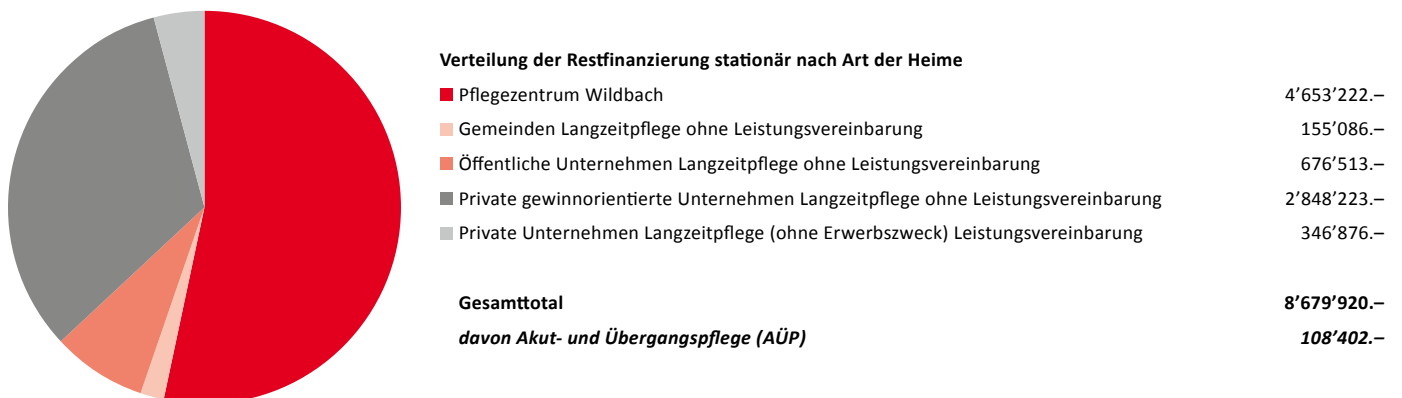 Verteilung der Restfinanzierung stationär nach Art der Heime
Pflegezentrum Wildbach 4’653’222.–
Gemeinden Langzeitpflege ohne Leistungsvereinbarung 155’086.–
Öffentliche Unternehmen Langzeitpflege ohne Leistungsvereinbarung 676’513.–
Private gewinnorientierte Unternehmen Langzeitpflege ohne Leistungsvereinbarung 2’848’223.–
Private Unternehmen Langzeitpflege (ohne Erwerbszweck) Leistungsvereinbarung 346’876.–
Gesamttotal 8’679’920.–
davon Akut- und Übergangspflege (AÜP) 108’402.–